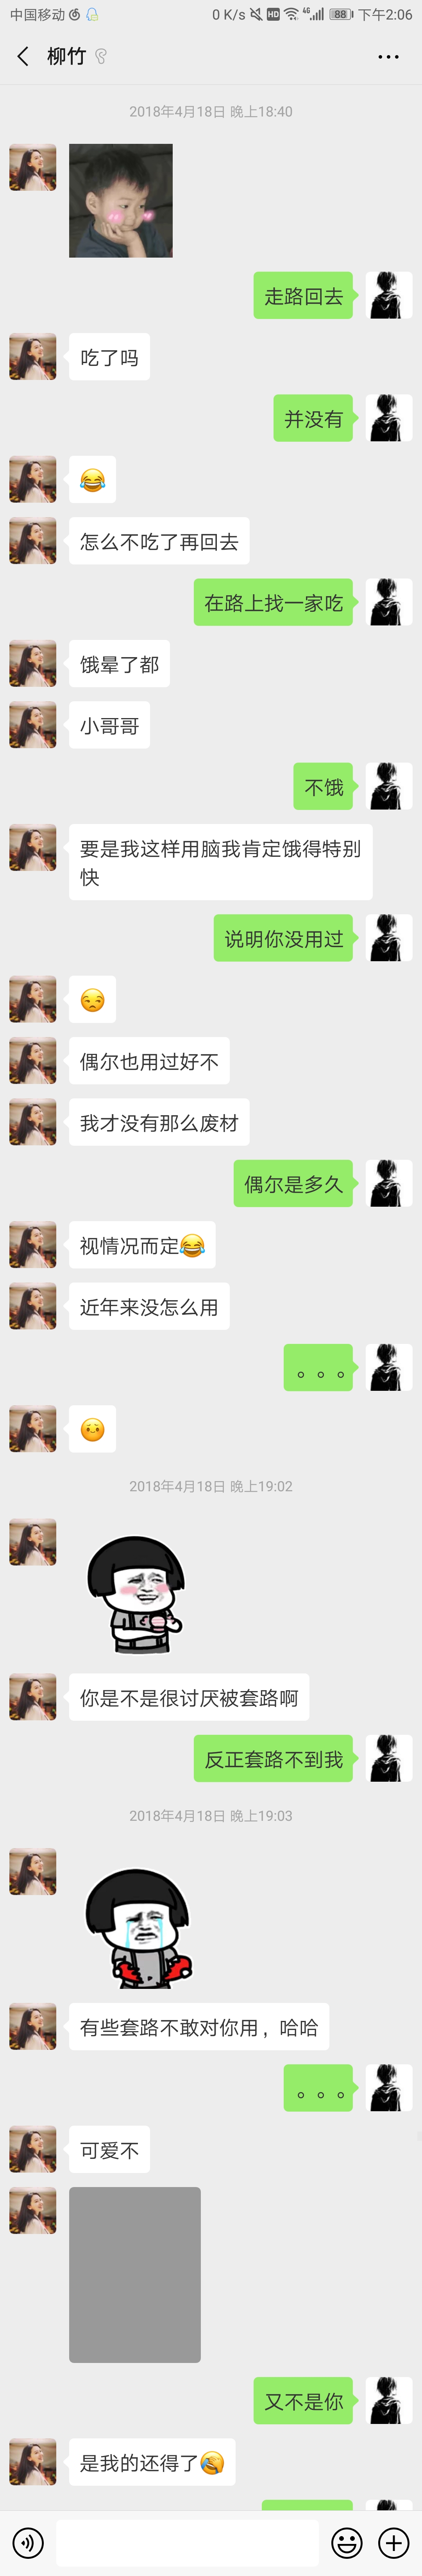 中国移动 0 K/s HD 4G 88 下午2:06
柳竹
2018年4月18日 晚上18:40
走路回去
吃了吗
并没有
怎么不吃了再回去
在路上找一家吃
饿晕了都
小哥哥
不饿
要是我这样用脑我肯定饿得特别
快
说明你没用过
偶尔也用过好不
我才没有那么废材
偶尔是多久
视情况而定😂
近年来没怎么用
。。。
2018年4月18日 晚上19:02
你是不是很讨厌被套路啊
反正套路不到我
2018年4月18日 晚上19:03
有些套路不敢对你用，哈哈
。。。
可爱不
又不是你
是我的还得了🤣